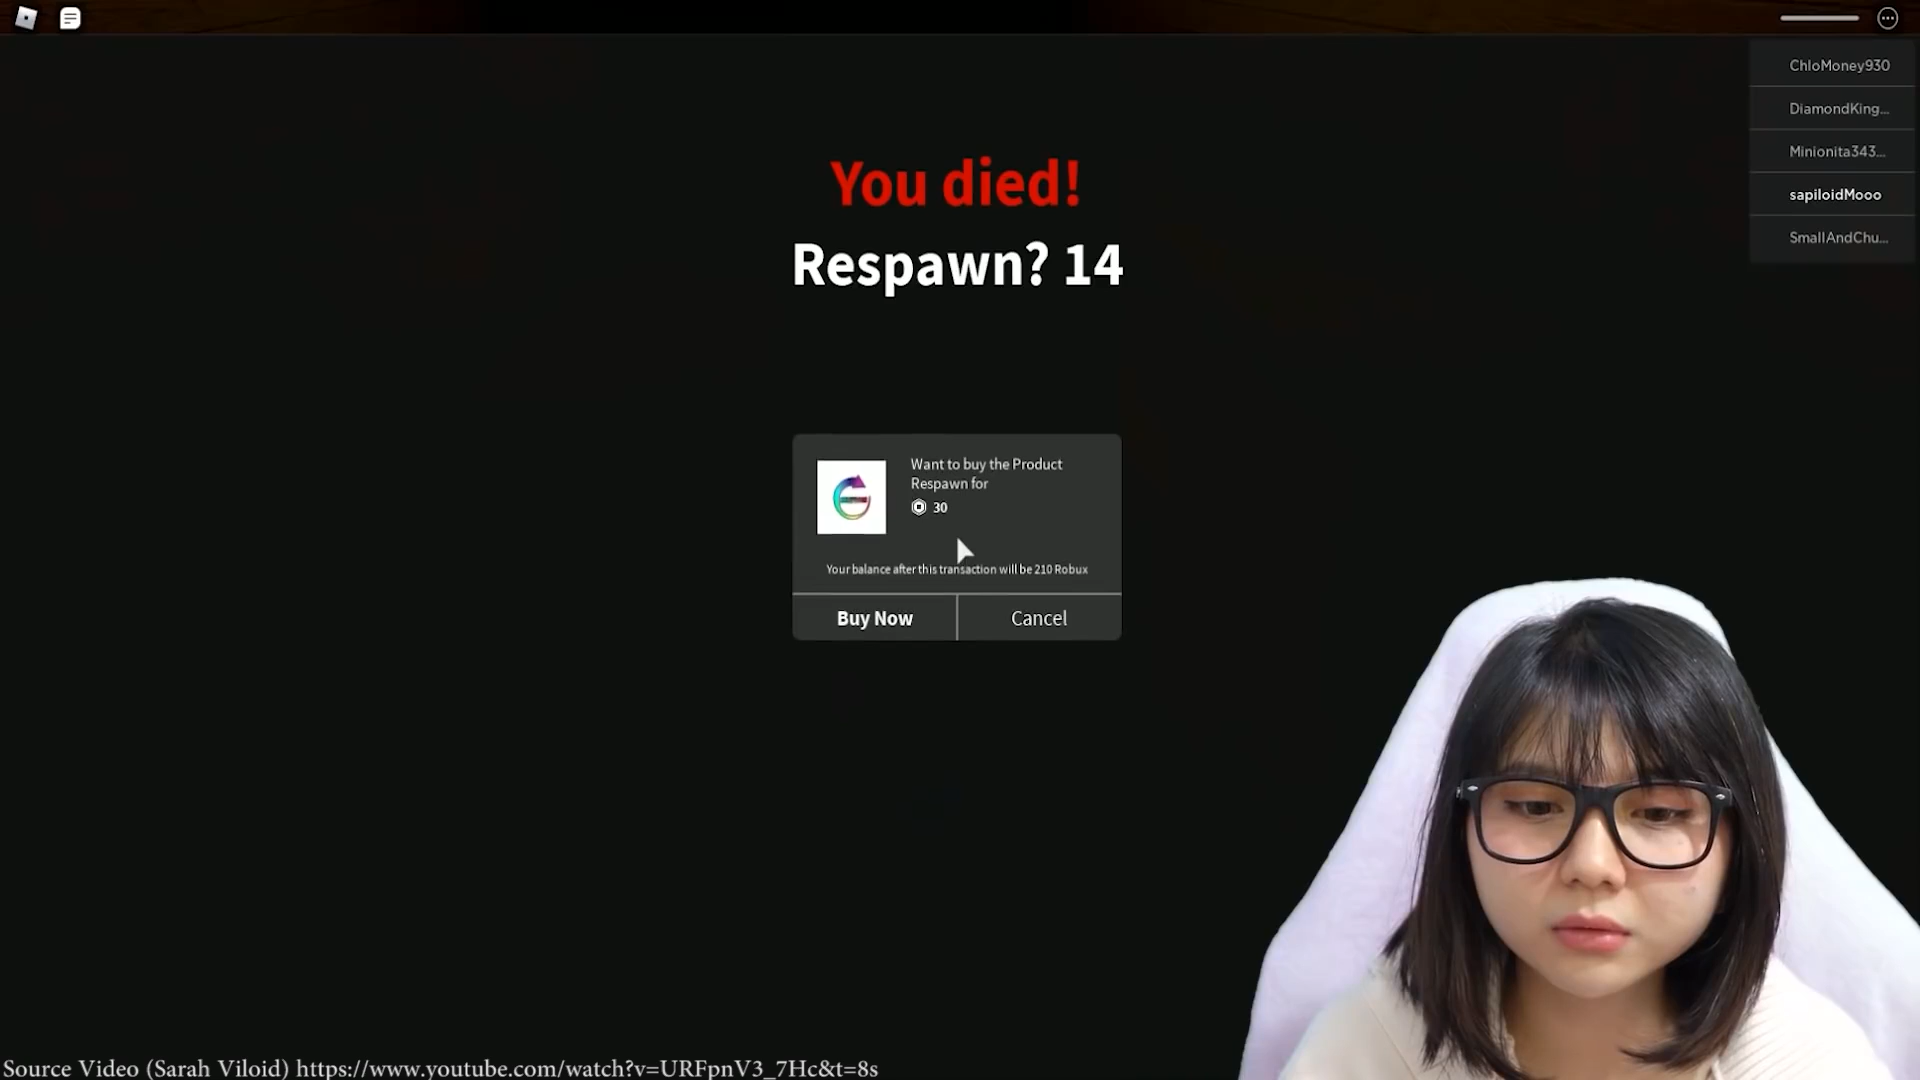 ChloMoney930
DiamondKing...
Minionita343...
sapiloidMooo
SmallAndChu...
You died!
Respawn? 14
Want to buy the Product
Respawn for
30
Your balance after this transaction will be 210 Robux
Buy Now
Cancel
Source Video (Sarah Viloid) https://www.youtube.com/watch?v=URFpnV3_7Hc&t=8s